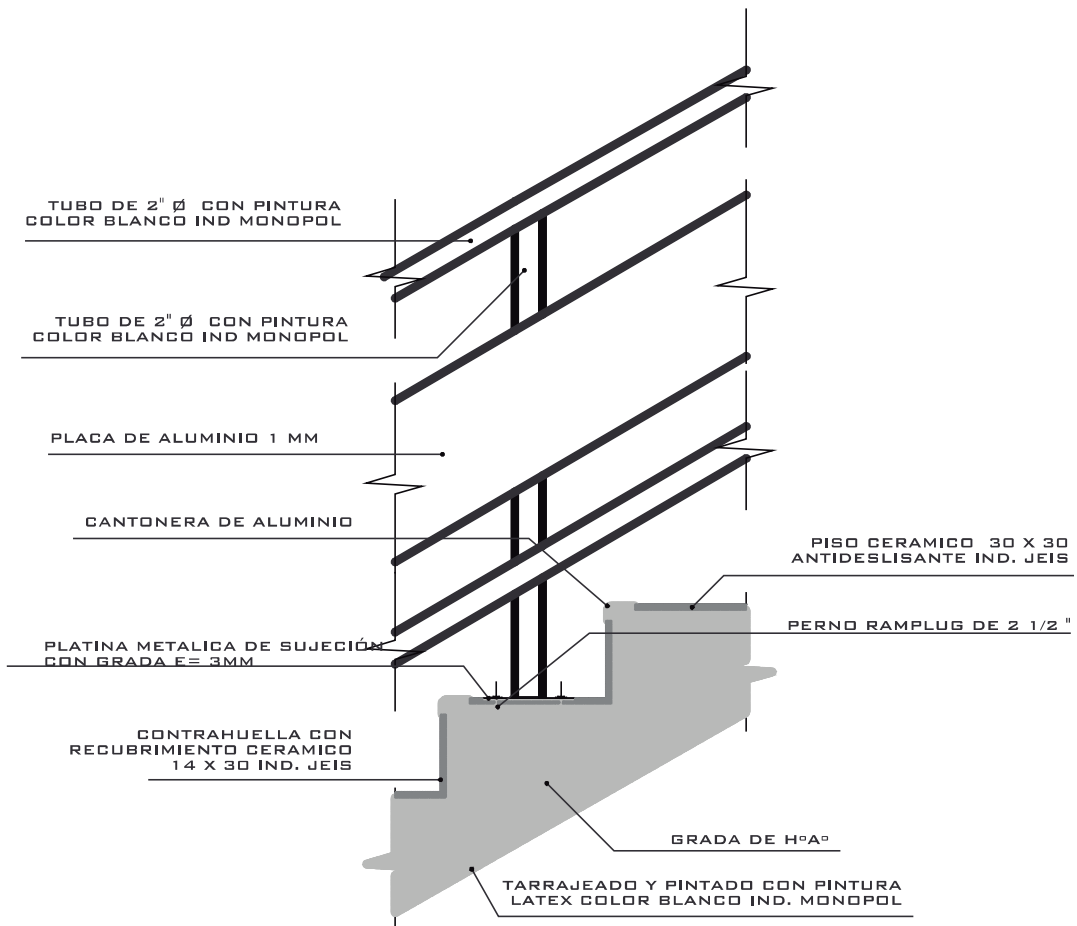 TUBO DE 2" Ø CON PINTURA
COLOR BLANCO IND MONOPOL
TUBO DE 2" Ø CON PINTURA
COLOR BLANCO IND MONOPOL
PLACA DE ALUMINIO 1 MM
CANTONERA DE ALUMINIO
PISO CERAMICO 30 X 30
ANTIDESLISANTE IND. JEIS
PERNO RAMPLUG DE 2 1/2 "
PLATINA METALICA DE SUJECIÓN
CON GRADA E= 3MM
CONTRAHUELLA CON
RECUBRIMIENTO CERAMICO
14 X 30 IND. JEIS
GRADA DE HºAº
TARRAJEADO Y PINTADO CON PINTURA
LATEX COLOR BLANCO IND. MONOPOL